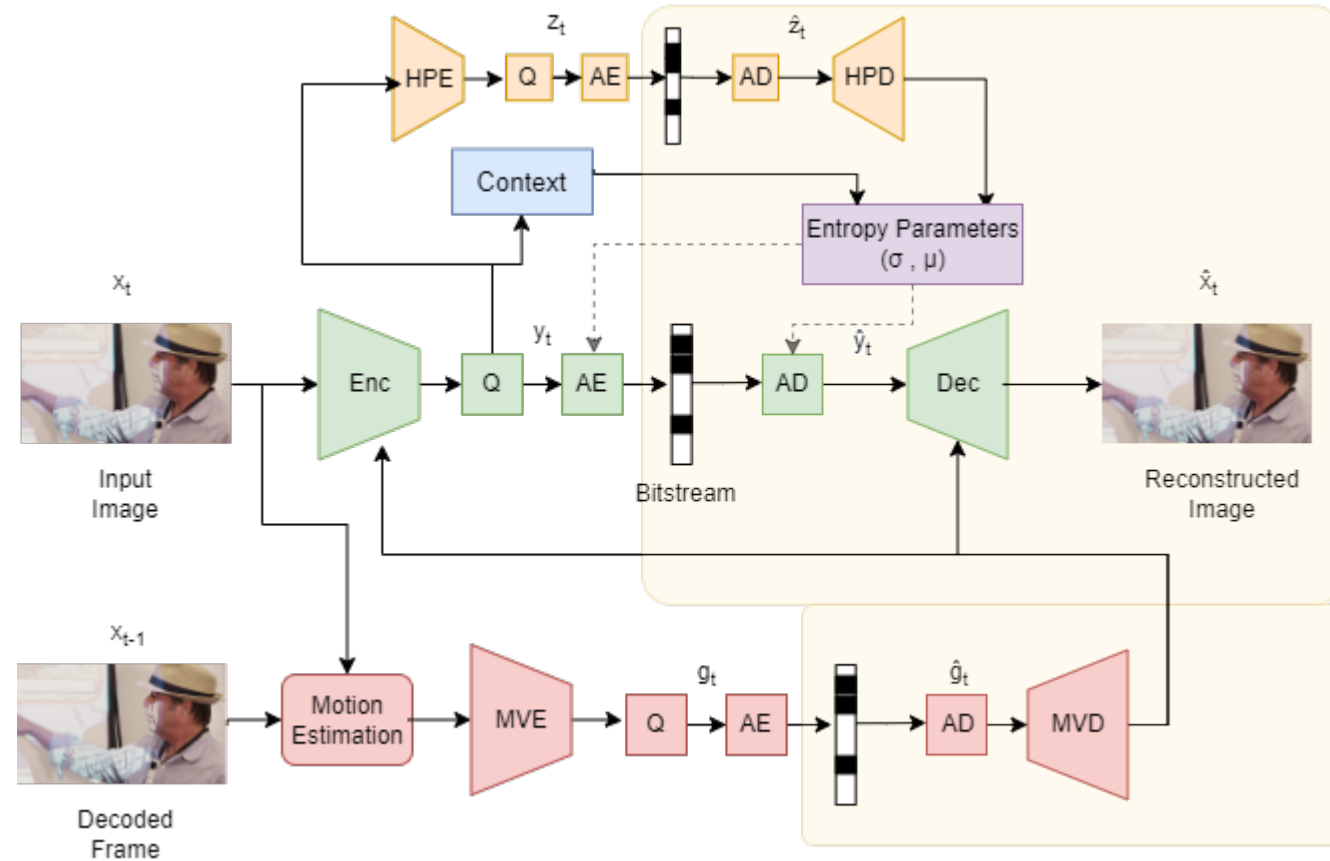 z_t
ẑ_t
HPE
Q
AE
AD
HPD
Context
Entropy Parameters
(σ , μ)
x_t
x̂_t
y_t
ŷ_t
Enc
Q
AE
AD
Dec
Input
Image
Bitstream
Reconstructed
Image
x_t-1
g_t
ĝ_t
Motion
Estimation
MVE
Q
AE
AD
MVD
Decoded
Frame